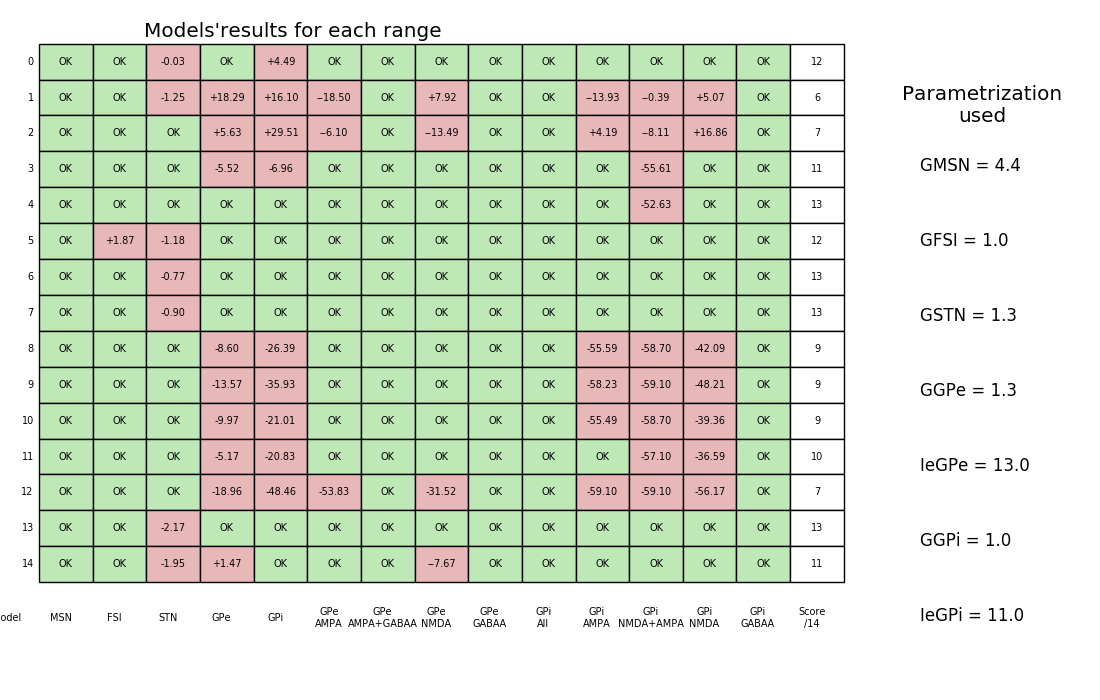 Models'results for each range
0 OK OK -0.03 OK +4.49 OK OK OK OK OK OK OK OK OK 12
1 OK OK -1.25 +18.29 +16.10 --18.50 OK +7.92 OK OK --13.93 --0.39 +5.07 OK 6
2 OK OK OK +5.63 +29.51 --6.10 OK --13.49 OK OK +4.19 --8.11 +16.86 OK 7
3 OK OK OK -5.52 -6.96 OK OK OK OK OK OK -55.61 OK OK 11
4 OK OK OK OK OK OK OK OK OK OK OK -52.63 OK OK 13
5 OK +1.87 -1.18 OK OK OK OK OK OK OK OK OK OK OK 12
6 OK OK -0.77 OK OK OK OK OK OK OK OK OK OK OK 13
7 OK OK -0.90 OK OK OK OK OK OK OK OK OK OK OK 13
8 OK OK OK -8.60 -26.39 OK OK OK OK OK -55.59 -58.70 -42.09 OK 9
9 OK OK OK -13.57 -35.93 OK OK OK OK OK -58.23 -59.10 -48.21 OK 9
10 OK OK OK -9.97 -21.01 OK OK OK OK OK -55.49 -58.70 -39.36 OK 9
11 OK OK OK -5.17 -20.83 OK OK OK OK OK OK -57.10 -36.59 OK 10
12 OK OK OK -18.96 -48.46 -53.83 OK -31.52 OK OK -59.10 -59.10 -56.17 OK 7
13 OK OK -2.17 OK OK OK OK OK OK OK OK OK OK OK 13
14 OK OK -1.95 +1.47 OK OK OK --7.67 OK OK OK OK OK OK 11
odel MSN FSI STN GPe GPi GPe GPe GPe GPe GPi GPi GPi GPi GPi Score
AMPA AMPA+GABAA NMDA GABAA All AMPA NMDA+AMPA NMDA GABAA /14
Parametrization
used
GMSN = 4.4
GFSI = 1.0
GSTN = 1.3
GGPe = 1.3
IeGPe = 13.0
GGPi = 1.0
IeGPi = 11.0